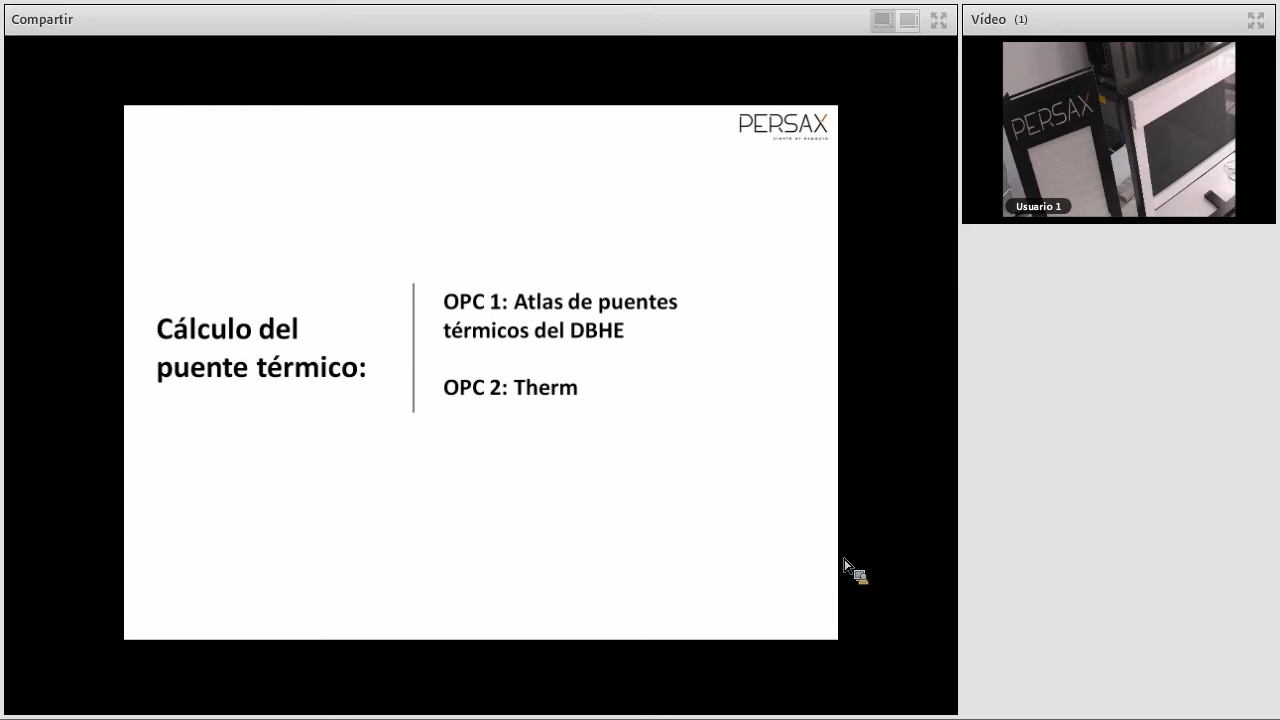 Compartir
Vídeo (1)
PERSAX
PERSAX
Usuario 1
Cálculo del
puente térmico:
OPC 1: Atlas de puentes
térmicos del DBHE
OPC 2: Therm